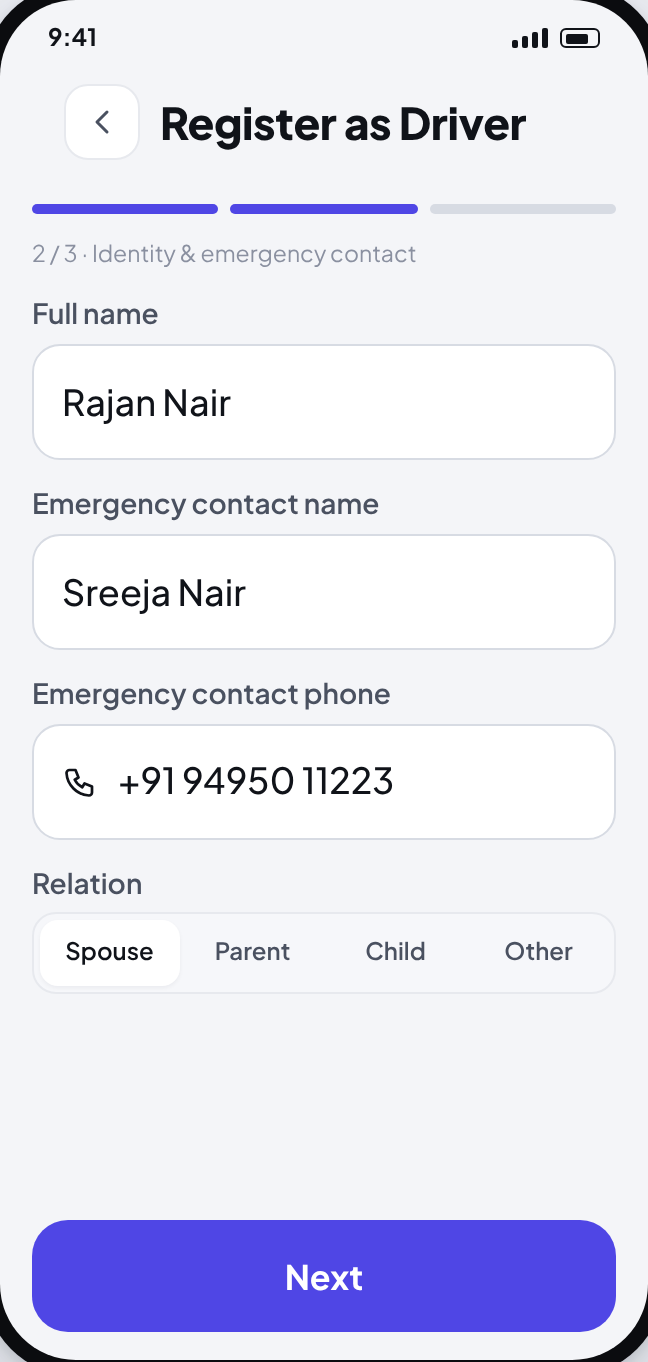 9:41
Register as Driver
2 / 3 · Identity & emergency contact
Full name
Rajan Nair
Emergency contact name
Sreeja Nair
Emergency contact phone
+91 94950 11223
Relation
Spouse Parent Child Other
Next